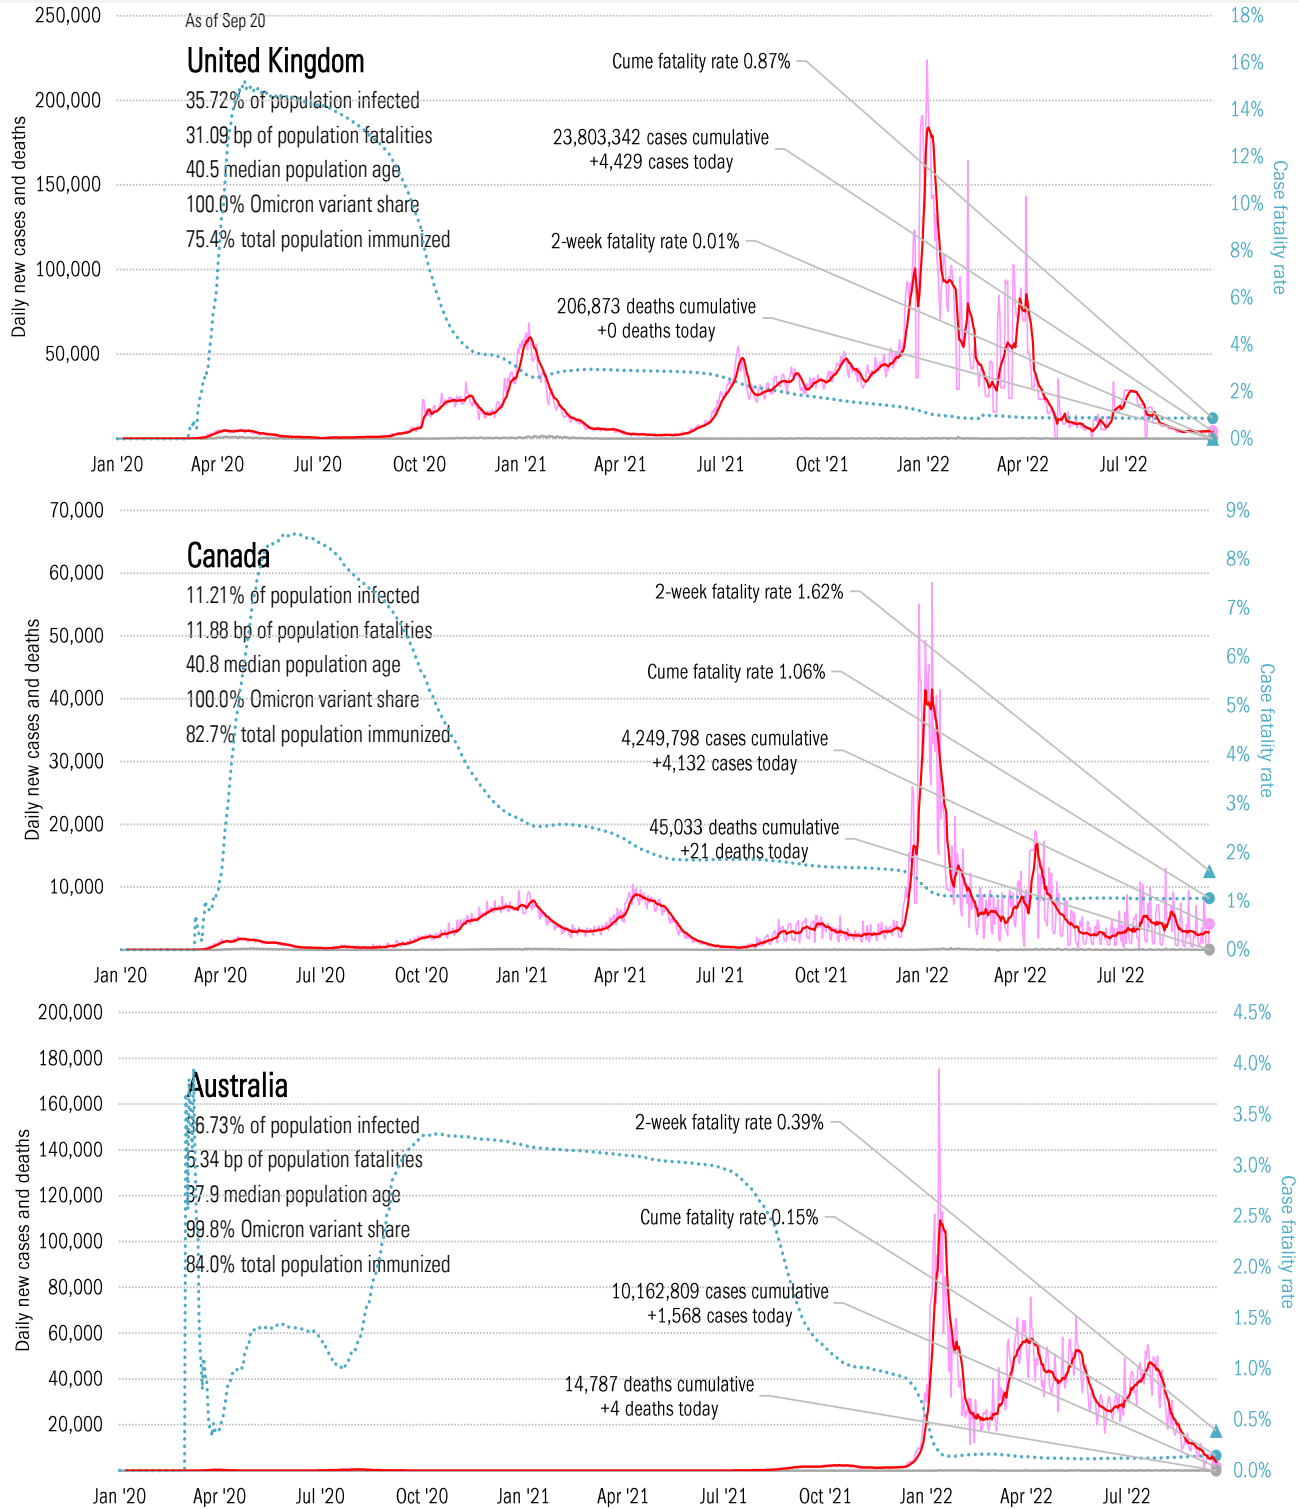 As of Sep 20
United Kingdom
35.72% of population infected
31.09 bp of population fatalities
40.5 median population age
100.0% Omicron variant share
75.4% total population immunized
Cume fatality rate 0.87%
23,803,342 cases cumulative
+4,429 cases today
2-week fatality rate 0.01%
206,873 deaths cumulative
+0 deaths today
Daily new cases and deaths
250,000
200,000
150,000
100,000
50,000
18%
16%
14%
12%
10%
8%
6%
4%
2%
0%
Case fatality rate
Jan '20 Apr '20 Jul '20 Oct '20 Jan '21 Apr '21 Jul '21 Oct '21 Jan '22 Apr '22 Jul '22
Canada
11.21% of population infected
11.88 bp of population fatalities
40.8 median population age
100.0% Omicron variant share
82.7% total population immunized
2-week fatality rate 1.62%
Cume fatality rate 1.06%
4,249,798 cases cumulative
+4,132 cases today
45,033 deaths cumulative
+21 deaths today
Daily new cases and deaths
70,000
60,000
50,000
40,000
30,000
20,000
10,000
9%
8%
7%
6%
5%
4%
3%
2%
1%
0%
Case fatality rate
Jan '20 Apr '20 Jul '20 Oct '20 Jan '21 Apr '21 Jul '21 Oct '21 Jan '22 Apr '22 Jul '22
Australia
36.73% of population infected
5.34 bp of population fatalities
37.9 median population age
99.8% Omicron variant share
84.0% total population immunized
2-week fatality rate 0.39%
Cume fatality rate 0.15%
10,162,809 cases cumulative
+1,568 cases today
14,787 deaths cumulative
+4 deaths today
Daily new cases and deaths
200,000
180,000
160,000
140,000
120,000
100,000
80,000
60,000
40,000
20,000
4.5%
4.0%
3.5%
3.0%
2.5%
2.0%
1.5%
1.0%
0.5%
0.0%
Case fatality rate
Jan '20 Apr '20 Jul '20 Oct '20 Jan '21 Apr '21 Jul '21 Oct '21 Jan '22 Apr '22 Jul '22